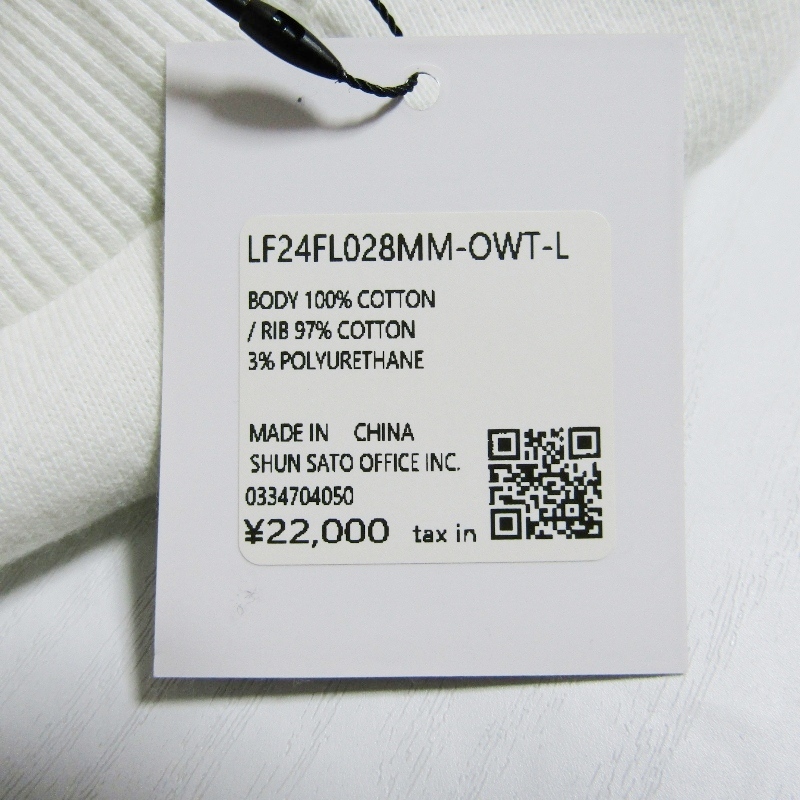 LF24FL028MM-OWT-L
BODY 100% COTTON
/ RIB 97% COTTON
3% POLYURETHANE
MADE IN CHINA
SHUN SATO OFFICE INC.
0334704050
¥22,000 tax in